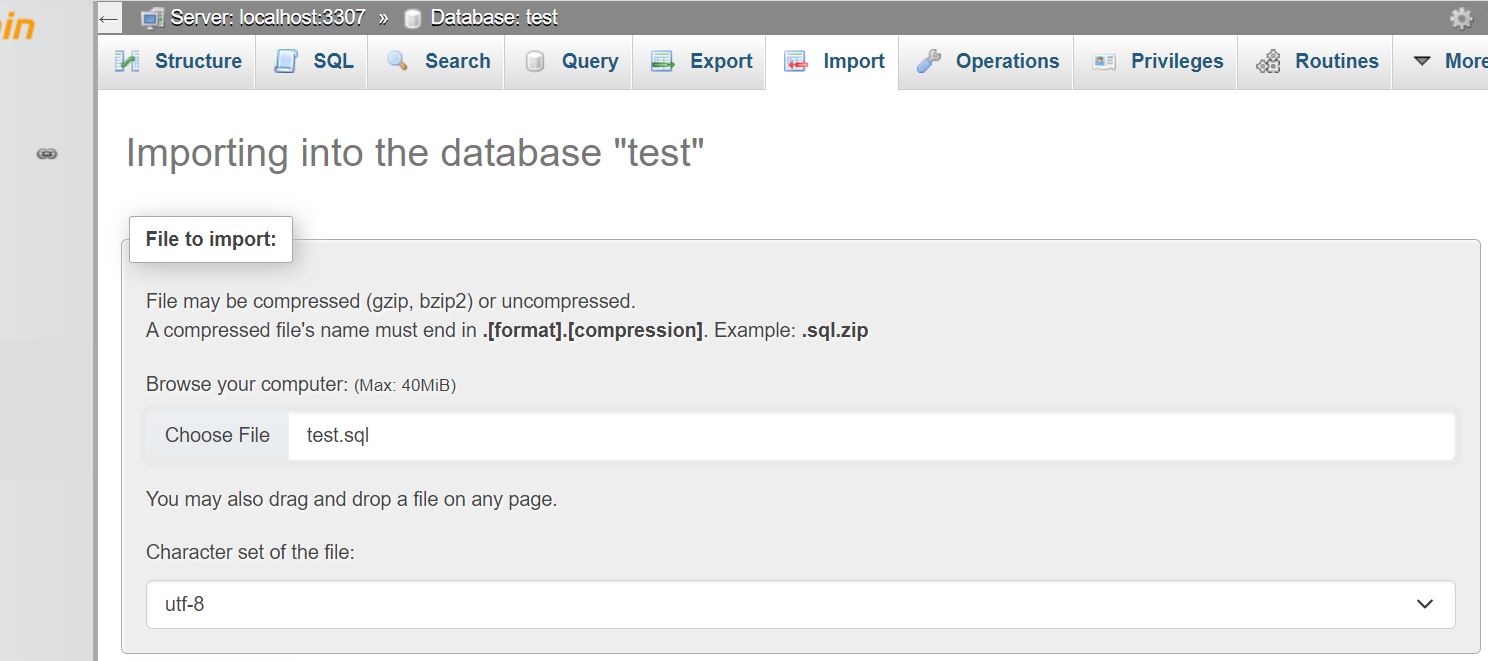 in
Server: localhost:3307 » Database: test
Structure SQL Search Query Export Import Operations Privileges Routines More
Importing into the database "test"
File to import:
File may be compressed (gzip, bzip2) or uncompressed.
A compressed file's name must end in .[format].[compression]. Example: .sql.zip
Browse your computer: (Max: 40MiB)
Choose File test.sql
You may also drag and drop a file on any page.
Character set of the file:
utf-8